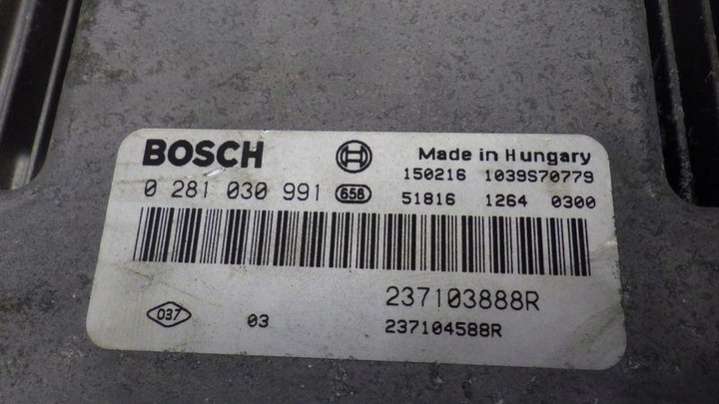 BOSCH Made in Hungary
150216 1039S70779
0 281 030 991 658 51816 1264 0300
237103888R
037 03 237104588R